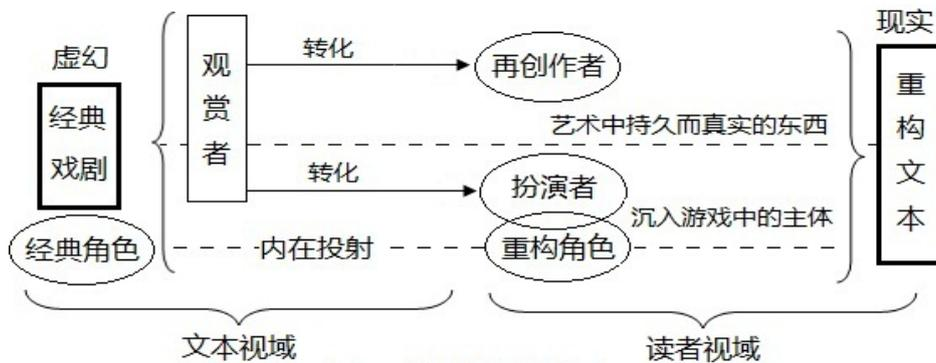 现实
虚幻
观赏者
转化
再创作者
经典
戏剧
重构文本
艺术中持久而真实的东西
转化
扮演者
沉入游戏中的主体
经典角色
内在投射
重构角色
文本视域
读者视域